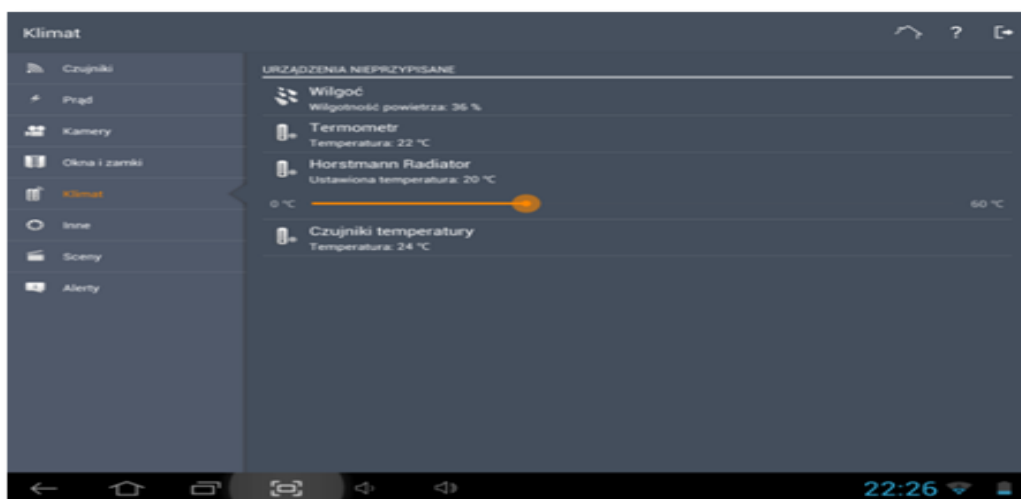 Klimat
?
Czujniki
Prąd
Kamery
Okna i zamki
Klimat
Inne
Sceny
Alerty
URZĄDZENIA NIEPRZYPISANE
Wilgoć
Wilgotność powietrza: 36 %
Termometr
Temperatura: 22 °C
Horstmann Radiator
Ustawiona temperatura: 20 °C
0 °C 60 °C
Czujniki temperatury
Temperatura: 24 °C
22:26